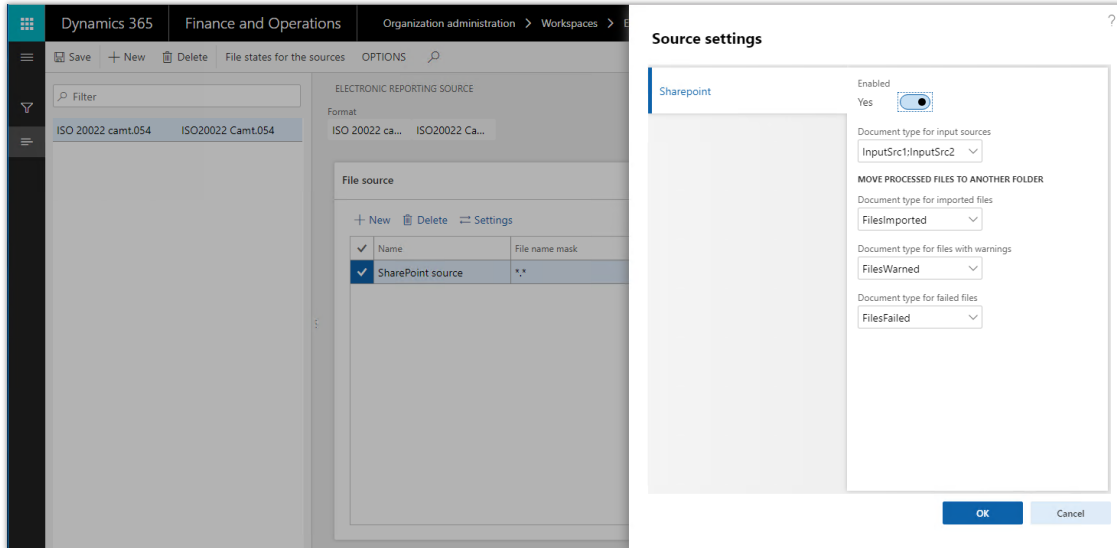 Dynamics 365
Finance and Operations
Organization administration > Workspaces > E
Save + New Delete File states for the sources OPTIONS
Filter
ISO 20022 camt.054 ISO20022 Camt.054
ELECTRONIC REPORTING SOURCE
Format
ISO 20022 ca... ISO20022 Ca...
File source
+ New Delete Settings
Name File name mask
SharePoint source *.*
?
Source settings
Sharepoint
Enabled
Yes
Document type for input sources
InputSrc1;InputSrc2
MOVE PROCESSED FILES TO ANOTHER FOLDER
Document type for imported files
FilesImported
Document type for files with warnings
FilesWarned
Document type for failed files
FilesFailed
OK Cancel